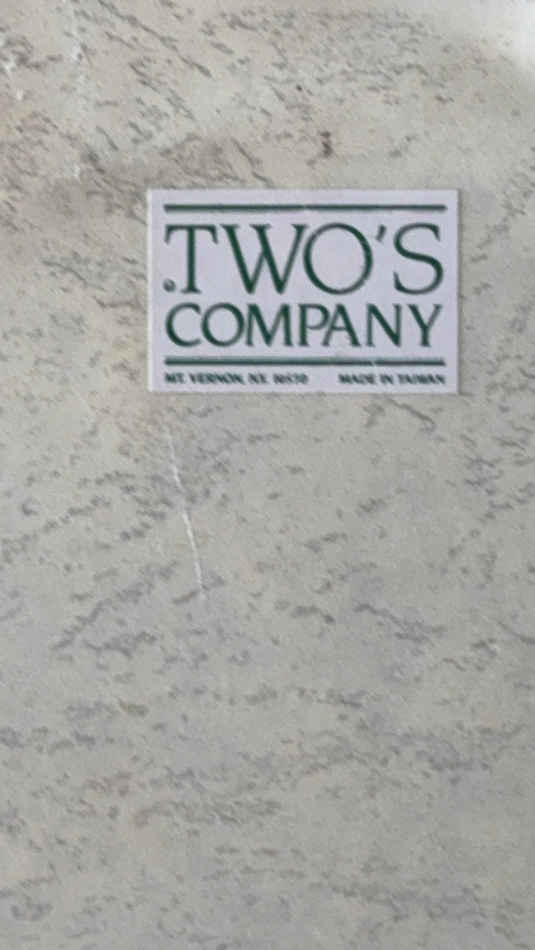 TWO'S
COMPANY
MT. VERNON, N.Y. 10550 MADE IN TAIWAN